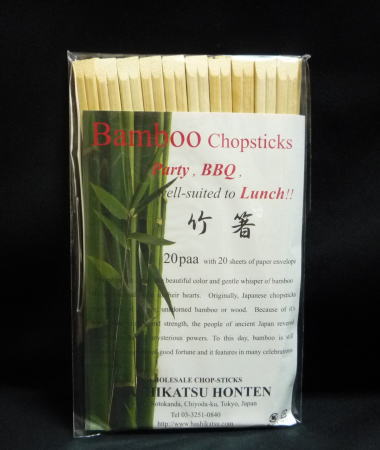 Bamboo Chopsticks
Party , BBQ ,
well-suited to Lunch!!
竹箸
20paa with 20 sheets of paper envelope
beautiful color and gentle whisper of bamboo
their hearts. Originally, Japanese chopsticks
unadorned bamboo or wood. Because of it's
and strength, the people of ancient Japan revered
mysterious powers. To this day, bamboo is still
good fortune and it features in many celebrations
WHOLESALE CHOP-STICKS
HASHIKATSU HONTEN
Sotokanda, Chiyoda-ku, Tokyo, Japan
Tel 03-3251-0840
http://www.hashikatsu.com